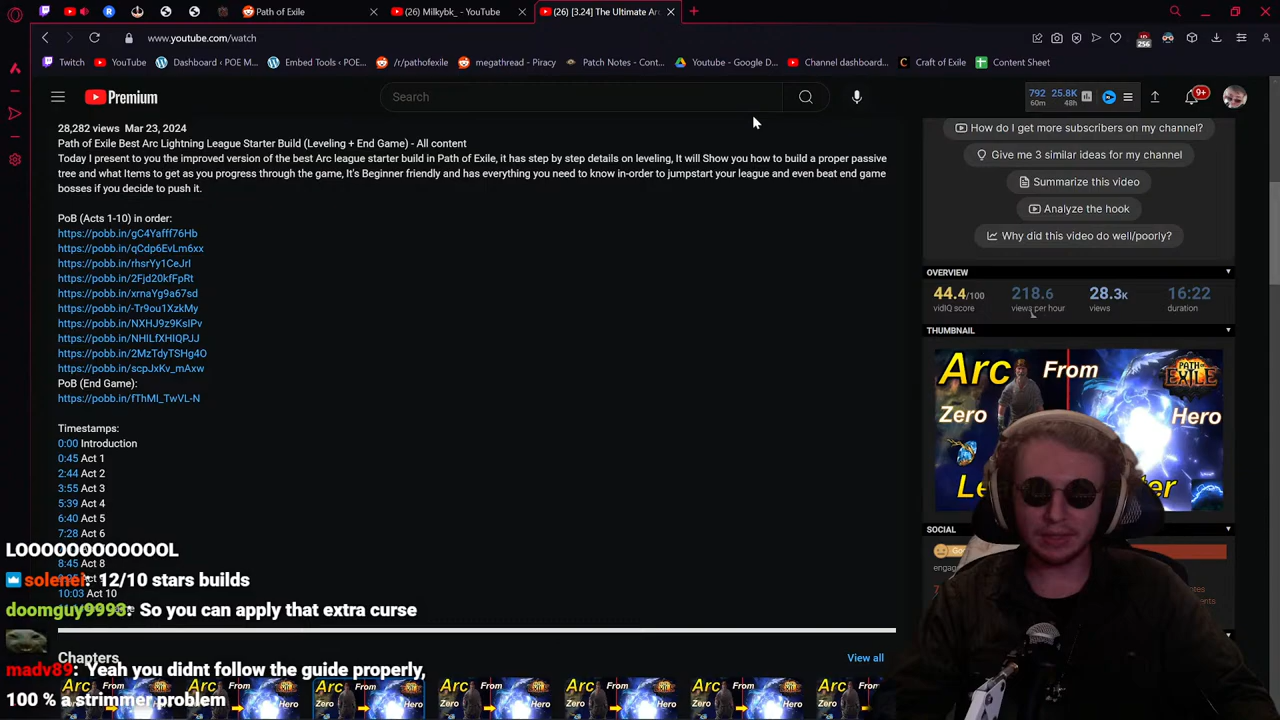 Path of Exile
(26) Milkybk_ - YouTube
(26) [3.24] The Ultimate Arc
www.youtube.com/watch
256
Twitch
YouTube
Dashboard ‹ POE M...
Embed Tools ‹ POE...
/r/pathofexile
megathread - Piracy
Patch Notes - Cont...
Youtube - Google D...
Channel dashboard...
Craft of Exile
Content Sheet
Premium
Search
792 25.8K
60m 48h
9+
28,282 views Mar 23, 2024
Path of Exile Best Arc Lightning League Starter Build (Leveling + End Game) - All content
Today I present to you the improved version of the best Arc league starter build in Path of Exile, it has step by step details on leveling, It will Show you how to build a proper passive
tree and what Items to get as you progress through the game, It's Beginner friendly and has everything you need to know in-order to jumpstart your league and even beat end game
bosses if you decide to push it.
PoB (Acts 1-10) in order:
https://pobb.in/gC4Yafff76Hb
https://pobb.in/qCdp6EvLm6xx
https://pobb.in/rhsrYy1CeJrI
https://pobb.in/2Fjd20kfFpRt
https://pobb.in/xrnaYg9a67sd
https://pobb.in/-Tr9ou1XzkMy
https://pobb.in/NXHJ9z9KsIPv
https://pobb.in/NHILfXHIQPJJ
https://pobb.in/2MzTdyTSHg4O
https://pobb.in/scpJxKv_mAxw
PoB (End Game):
https://pobb.in/fThMI_TwVL-N
Timestamps:
0:00 Introduction
0:45 Act 1
2:44 Act 2
3:55 Act 3
5:39 Act 4
6:40 Act 5
7:28 Act 6
8:45 Act 8
10:03 Act 10
LOOOOOOOOOOOOL
solenei: 12/10 stars builds
doomguy9993: So you can apply that extra curse
madv89: Yeah you didnt follow the guide properly,
100 % a strimmer problem
Chapters
View all
How do I get more subscribers on my channel?
Give me 3 similar ideas for my channel
Summarize this video
Analyze the hook
Why did this video do well/poorly?
OVERVIEW
44.4/100
vidIQ score
218.6
views per hour
28.3K
views
16:22
duration
THUMBNAIL
Arc From
PATH OF EXILE
Zero
Hero
SOCIAL